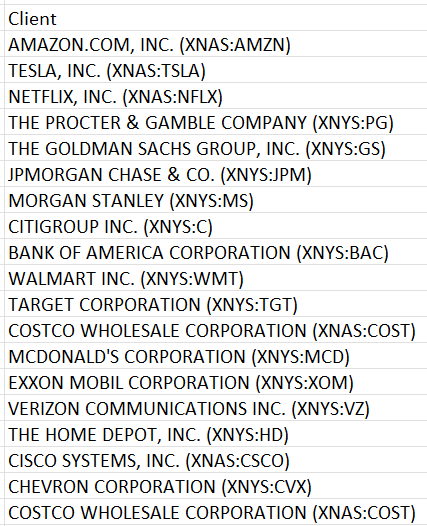 Client
AMAZON.COM, INC. (XNAS:AMZN)
TESLA, INC. (XNAS:TSLA)
NETFLIX, INC. (XNAS:NFLX)
THE PROCTER & GAMBLE COMPANY (XNYS:PG)
THE GOLDMAN SACHS GROUP, INC. (XNYS:GS)
JPMORGAN CHASE & CO. (XNYS:JPM)
MORGAN STANLEY (XNYS:MS)
CITIGROUP INC. (XNYS:C)
BANK OF AMERICA CORPORATION (XNYS:BAC)
WALMART INC. (XNYS:WMT)
TARGET CORPORATION (XNYS:TGT)
COSTCO WHOLESALE CORPORATION (XNAS:COST)
MCDONALD'S CORPORATION (XNYS:MCD)
EXXON MOBIL CORPORATION (XNYS:XOM)
VERIZON COMMUNICATIONS INC. (XNYS:VZ)
THE HOME DEPOT, INC. (XNYS:HD)
CISCO SYSTEMS, INC. (XNAS:CSCO)
CHEVRON CORPORATION (XNYS:CVX)
COSTCO WHOLESALE CORPORATION (XNAS:COST)